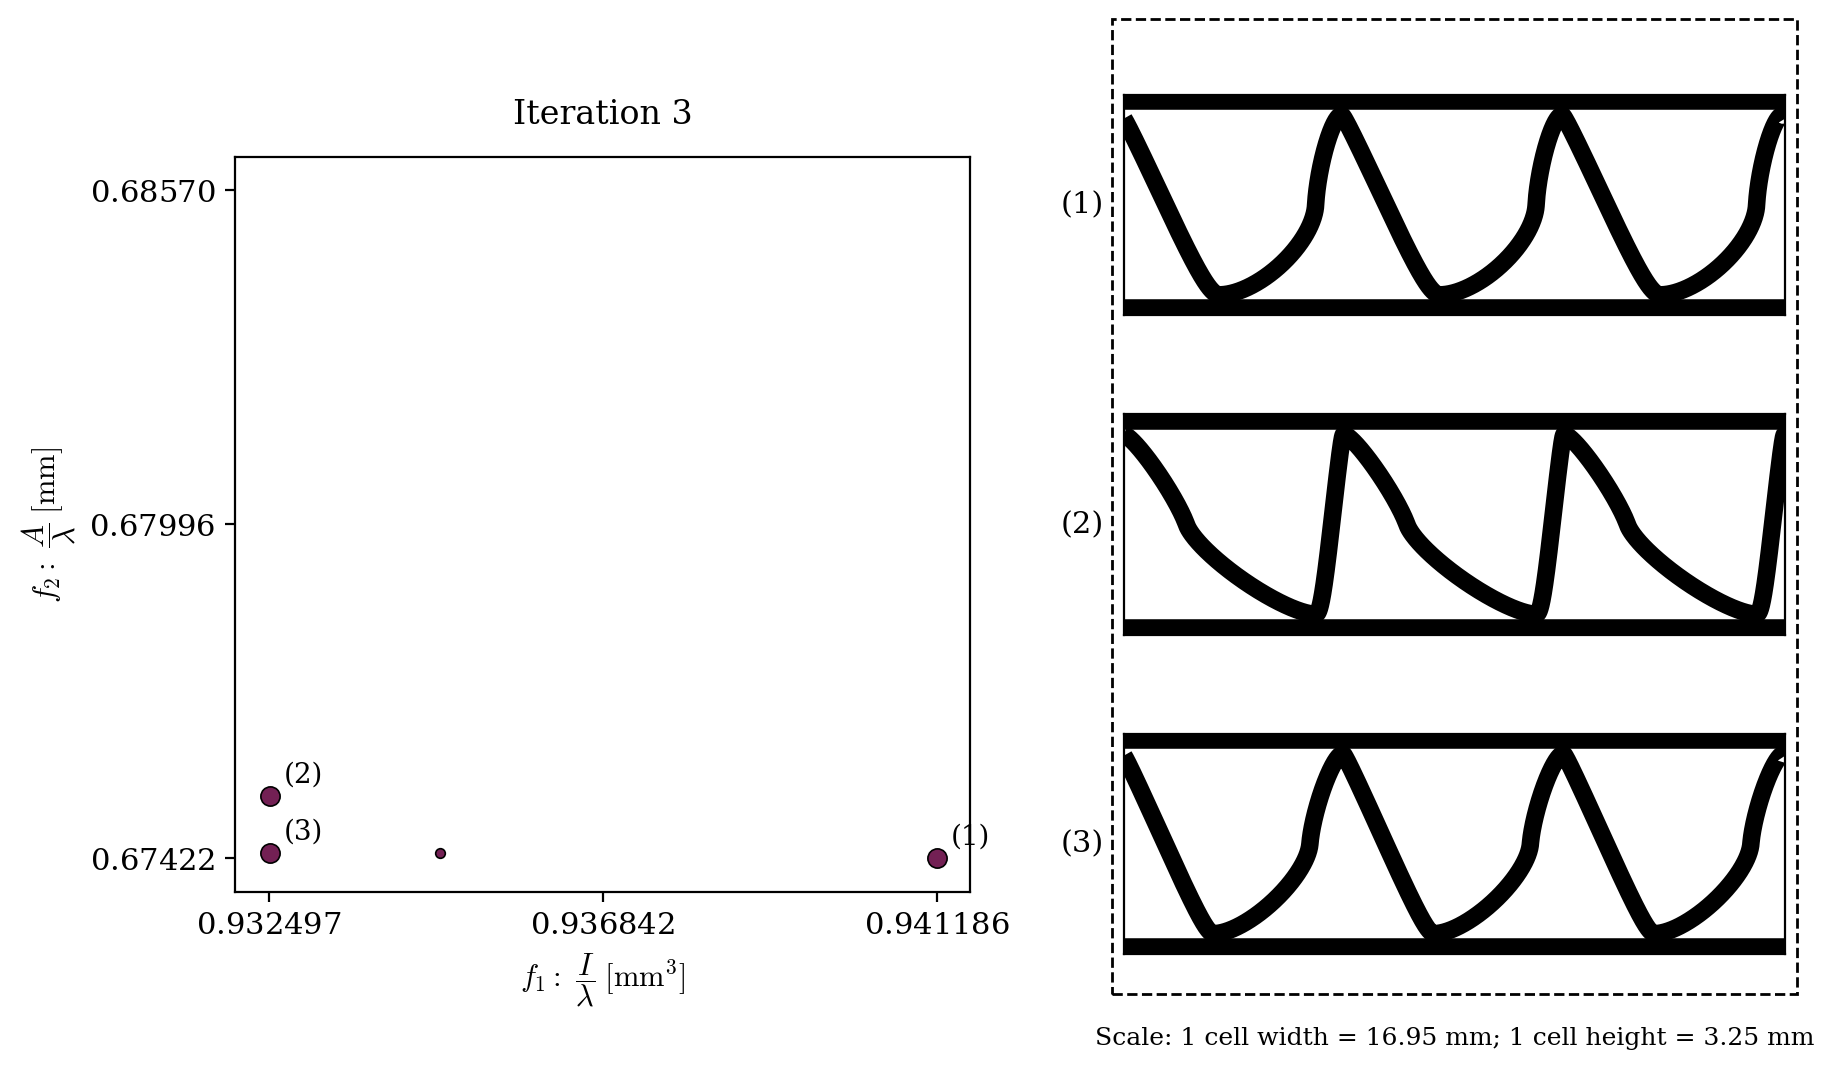 Iteration 3
0.68570
0.67996
0.67422
f₂ : A/λ [mm]
(2)
(3)
(1)
0.932497 0.936842 0.941186
f₁ : I/λ [mm³]
(1)
(2)
(3)
Scale: 1 cell width = 16.95 mm; 1 cell height = 3.25 mm